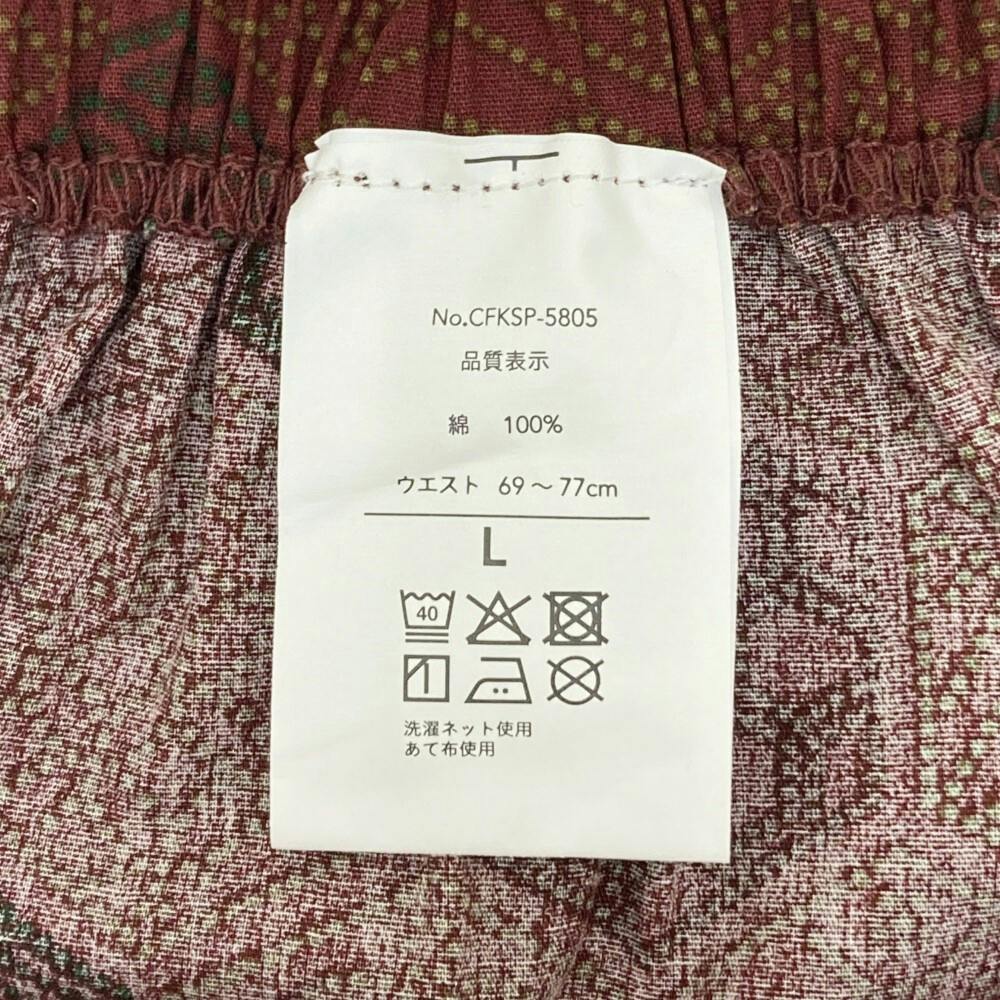 No.CFKSP-5805
品質表示
綿 100%
ウエスト 69～77cm
L
40
洗濯ネット使用
あて布使用